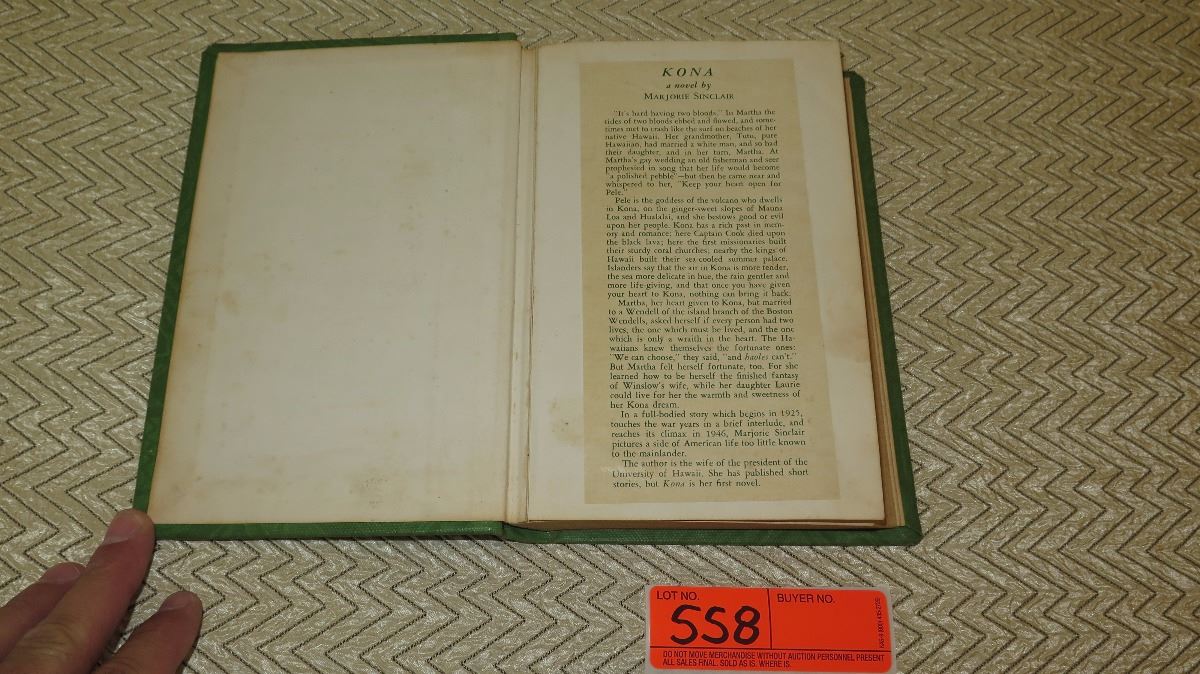 KONA
a novel by
MARJORIE SINCLAIR
"It's hard having two bloods." In Martha the
sides of two bloods ebbed and flowed, and some-
times met to crash like the surf on beaches of her
native Hawaii. Her grandmother, Tutu, pure
Hawaiian, had married a white man, and so had
their daughter, and in her turn, Martha. At
Martha's gay wedding an old fisherman and seer
prophesied in song that her life would become
"a polished pebble"—but then he came near and
whispered to her, "Keep your heart open for
Pele."
Pele is the goddess of the volcano who dwells
in Kona, on the ginger-sweet slopes of Mauna
Loa and Hualalai, and she bestows good or evil
upon her people. Kona has a rich past in mem-
ory and romance: here Captain Cook died upon
the black lava; here the first missionaries built
their sturdy coral churches; nearby the kings of
Hawaii built their sea-cooled summer palace.
Islanders say that the air in Kona is more tender,
the sea more delicate in hue, the rain gentler and
more life-giving, and that once you have given
your heart to Kona, nothing can bring it back.
Martha, her heart given to Kona, but married
to a Wendell of the island branch of the Boston
Wendells, asked herself if every person had two
lives, the one which must be lived, and the one
which is only a wraith in the heart. The Ha-
waiians knew themselves the fortunate ones:
"We can choose," they said, "and haoles can't."
But Martha felt herself fortunate, too. For she
learned how to be herself the finished fantasy
of Winslow's wife, while her daughter Laurie
could live for her the warmth and sweetness of
her Kona dream.
In a full-bodied story which begins in 1925,
touches the war years in a brief interlude, and
reaches its climax in 1946, Marjorie Sinclair
pictures a side of American life too little known
to the mainlander.
The author is the wife of the president of the
University of Hawaii. She has published short
stories, but Kona is her first novel.
LOT NO.
558
BUYER NO.
DO NOT MOVE MERCHANDISE WITHOUT AUCTION PERSONNEL PRESENT
ALL SALES FINAL. SOLD AS IS. WHERE IS.